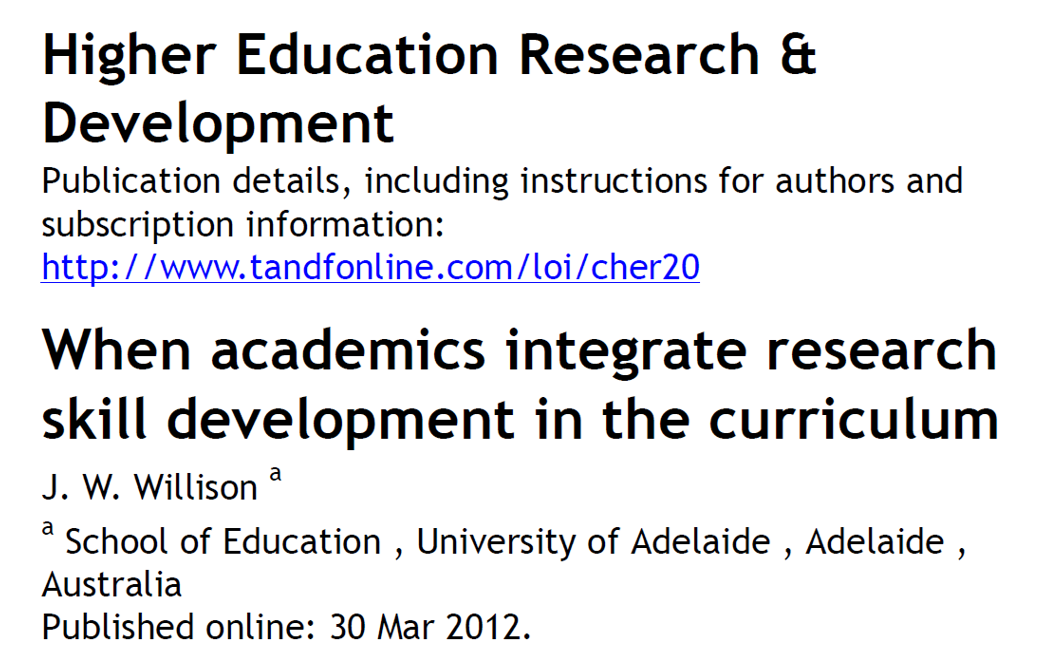 Higher Education Research &
Development
Publication details, including instructions for authors and
subscription information:
http://www.tandfonline.com/loi/cher20
When academics integrate research
skill development in the curriculum
J. W. Willison a
a School of Education , University of Adelaide , Adelaide ,
Australia
Published online: 30 Mar 2012.